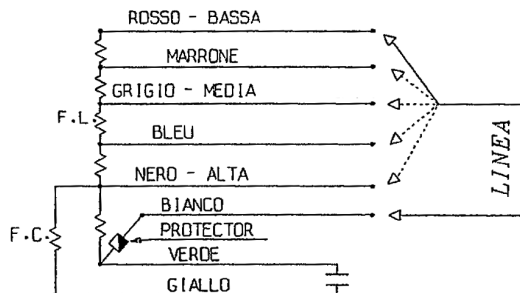 ROSSO - BASSA
MARRONE
GRIGIO - MEDIA
F.L.
BLEU
NERO - ALTA
BIANCO
F.C.
PROTECTOR
VERDE
GIALLO
LINEA